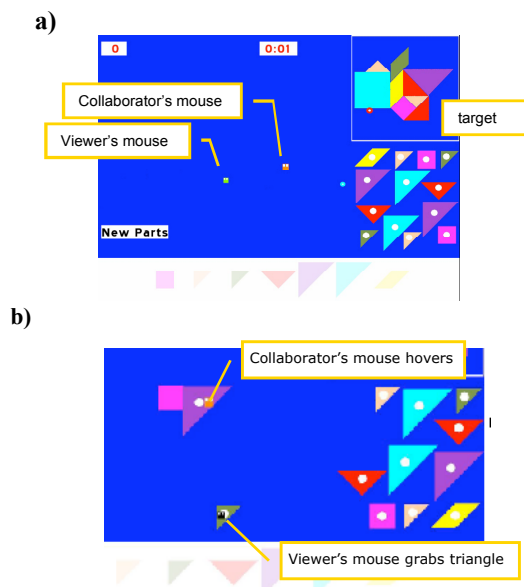 a)
0
0:01
Collaborator's mouse
Viewer's mouse
target
New Parts
b)
Collaborator's mouse hovers
Viewer's mouse grabs triangle